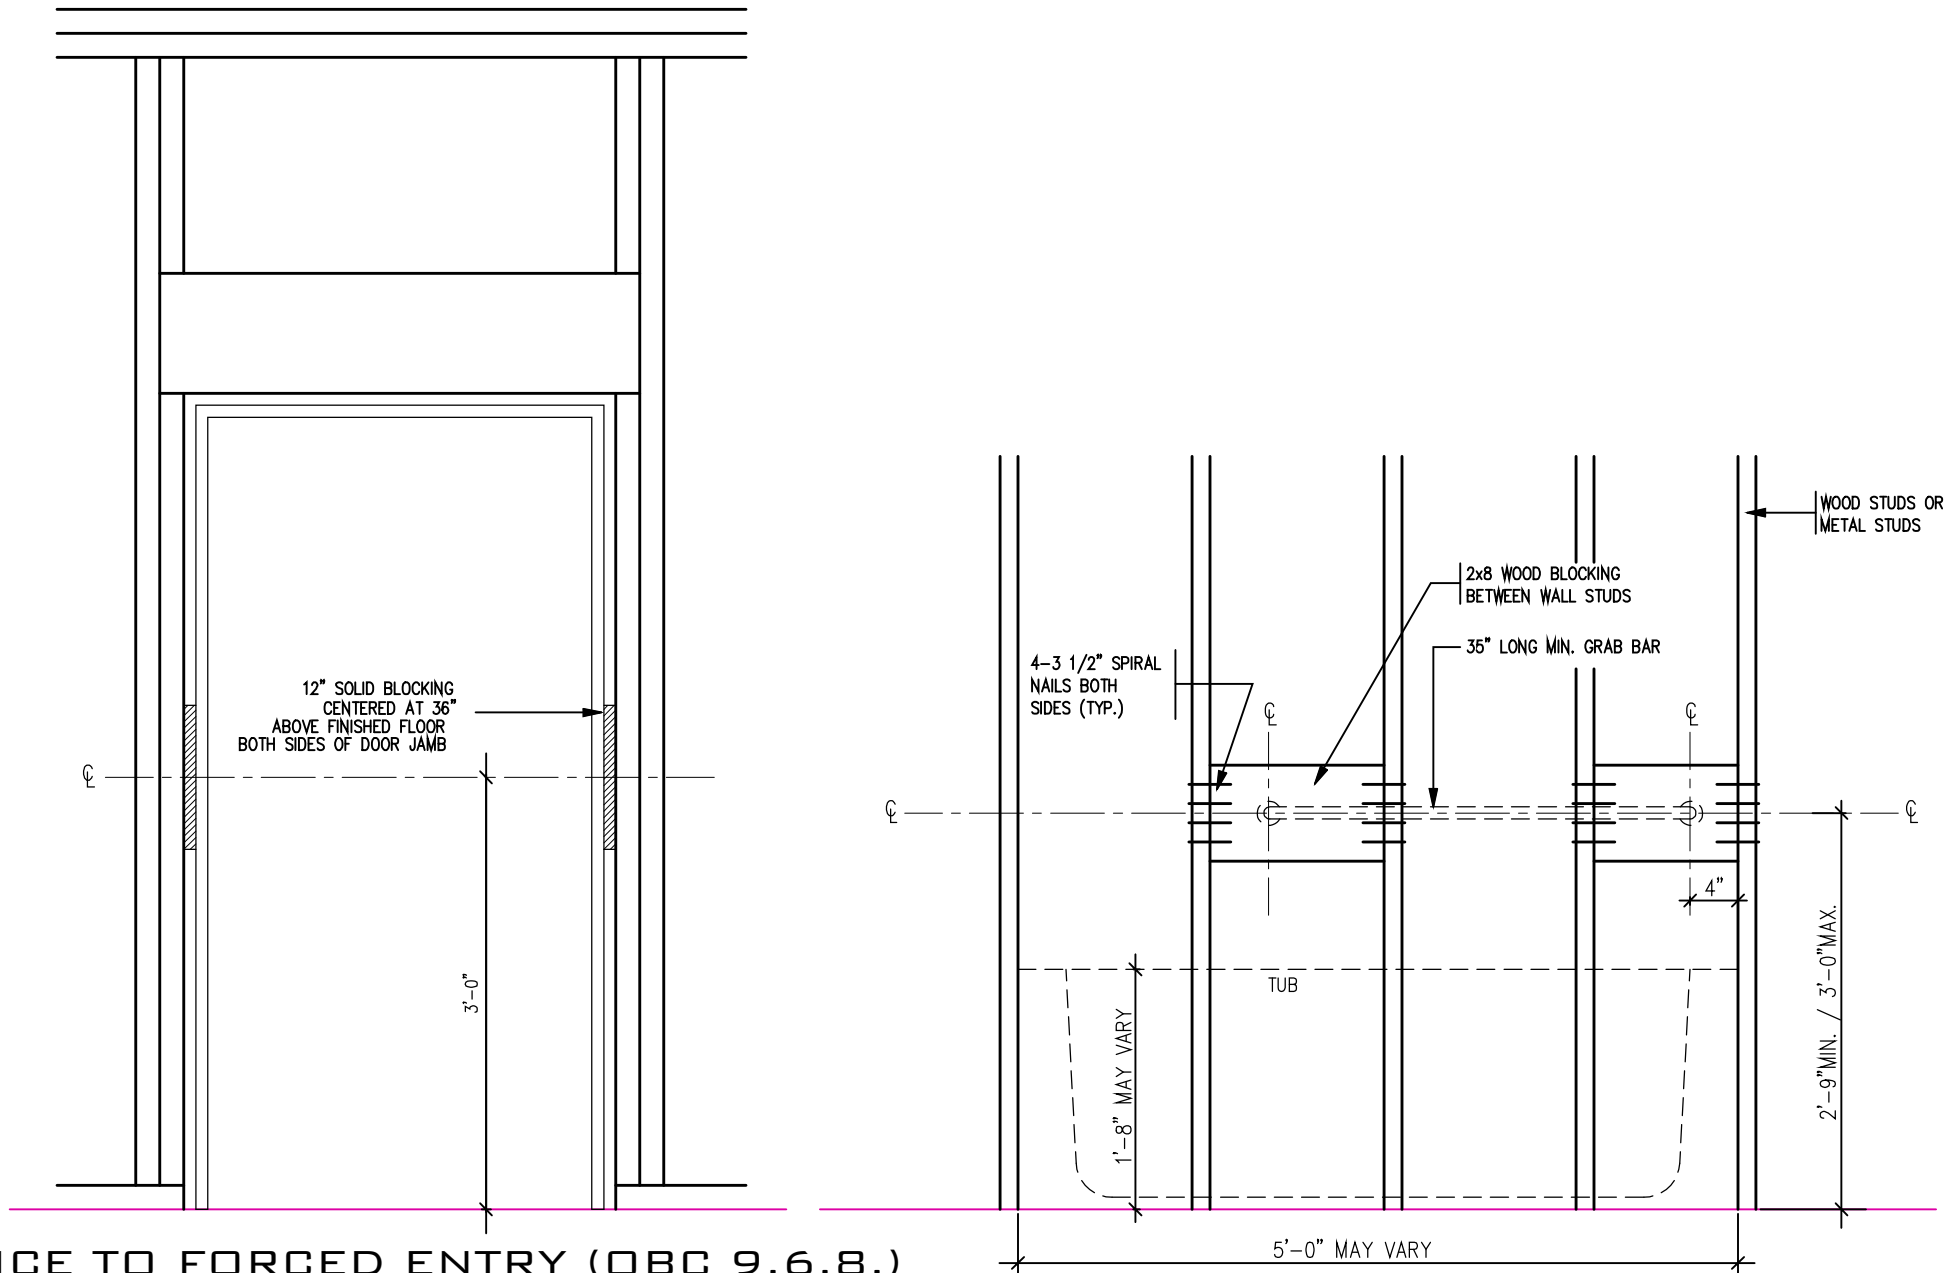 12" SOLID BLOCKING
CENTERED AT 36"
ABOVE FINISHED FLOOR
BOTH SIDES OF DOOR JAMB
℄
3'-0"
TO FORCED ENTRY (OBC 9.6.8.)
WOOD STUDS OR
METAL STUDS
2x8 WOOD BLOCKING
BETWEEN WALL STUDS
35" LONG MIN. GRAB BAR
4-3 1/2" SPIRAL
NAILS BOTH
SIDES (TYP.)
℄
℄
℄
℄
4"
TUB
1'-8" MAY VARY
2'-9"MIN. / 3'-0"MAX.
5'-0" MAY VARY